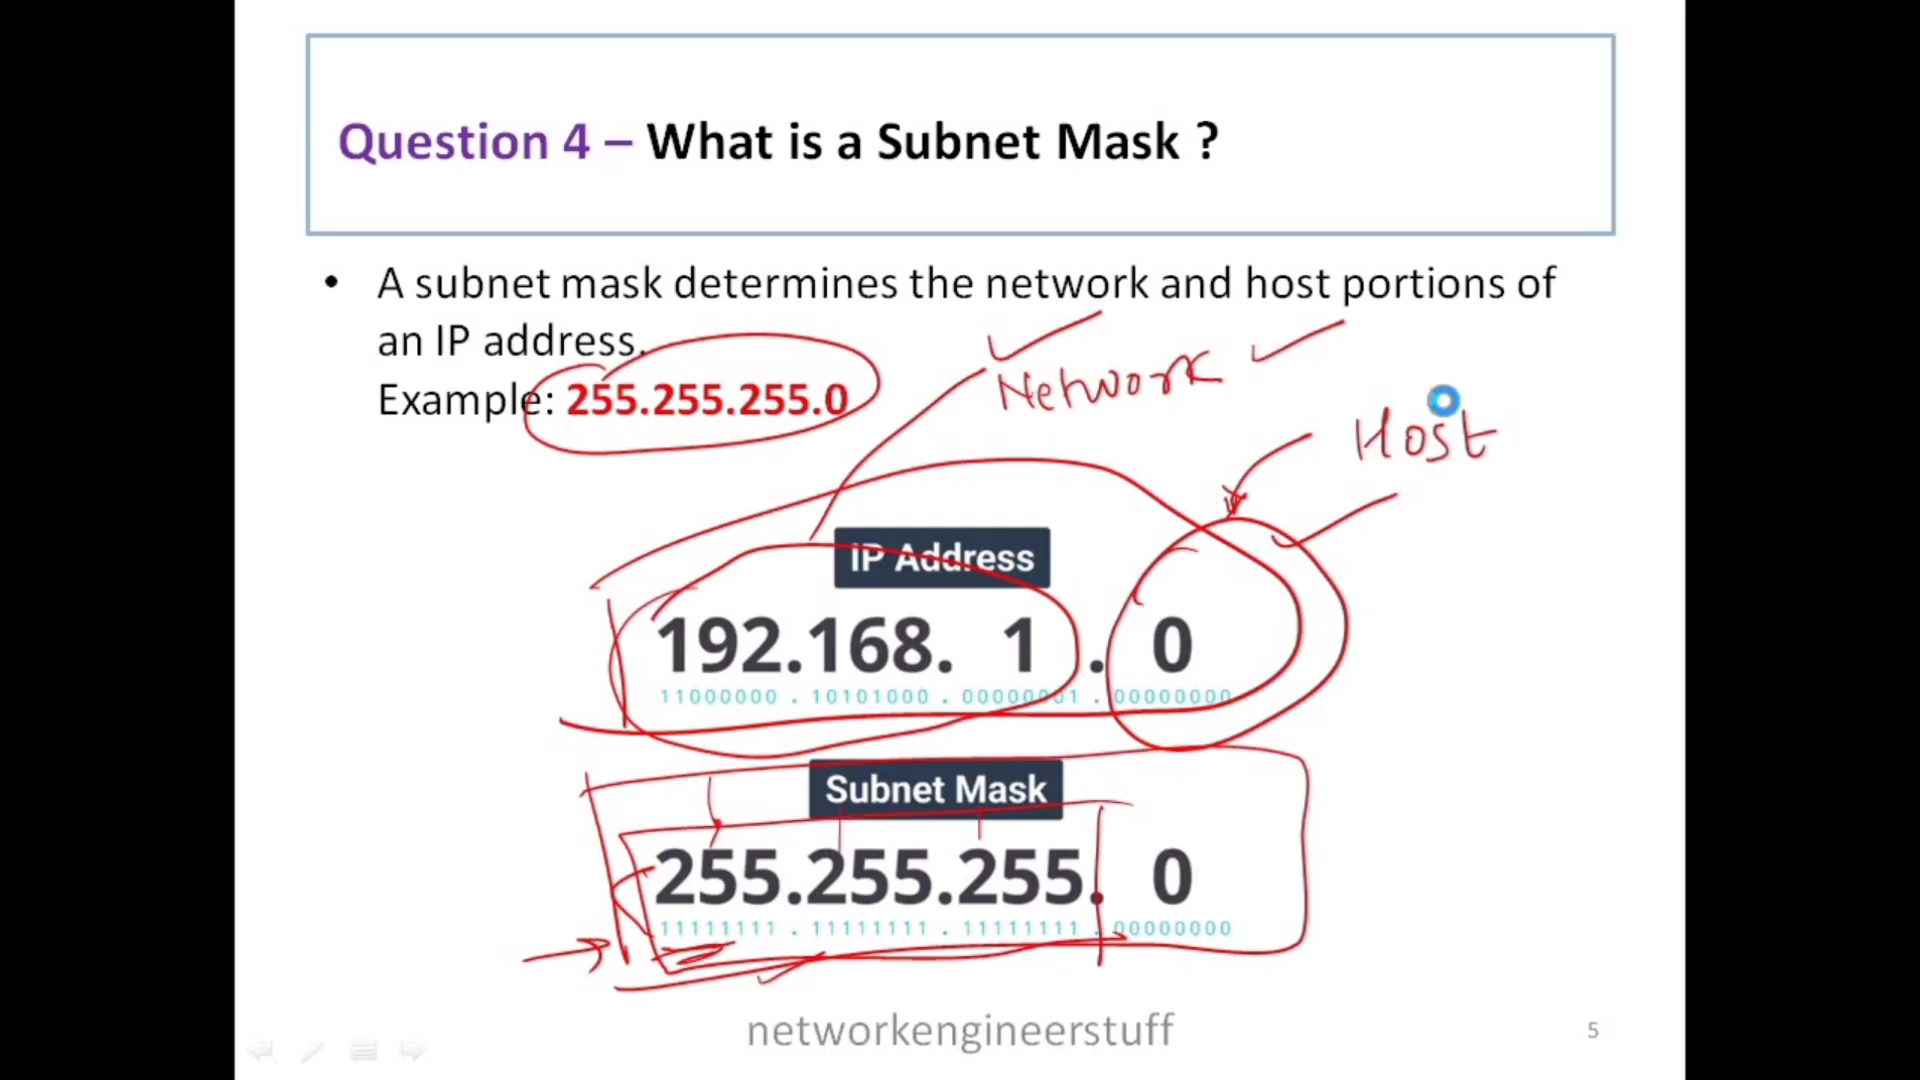 Question 4 – What is a Subnet Mask ?
• A subnet mask determines the network and host portions of
an IP address.
Example: 255.255.255.0
Network
Host
IP Address
192.168. 1 . 0
11000000 . 10101000 . 00000001 . 00000000
Subnet Mask
255.255.255. 0
11111111 . 11111111 . 11111111 . 00000000
networkengineerstuff
5